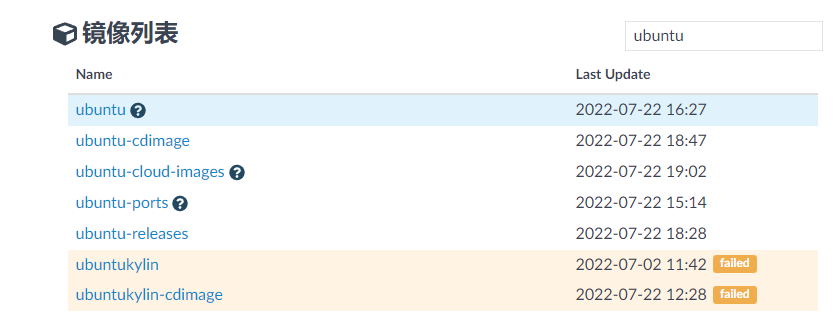 镜像列表
ubuntu
Name Last Update
ubuntu 2022-07-22 16:27
ubuntu-cdimage 2022-07-22 18:47
ubuntu-cloud-images 2022-07-22 19:02
ubuntu-ports 2022-07-22 15:14
ubuntu-releases 2022-07-22 18:28
ubuntukylin 2022-07-02 11:42 failed
ubuntukylin-cdimage 2022-07-22 12:28 failed